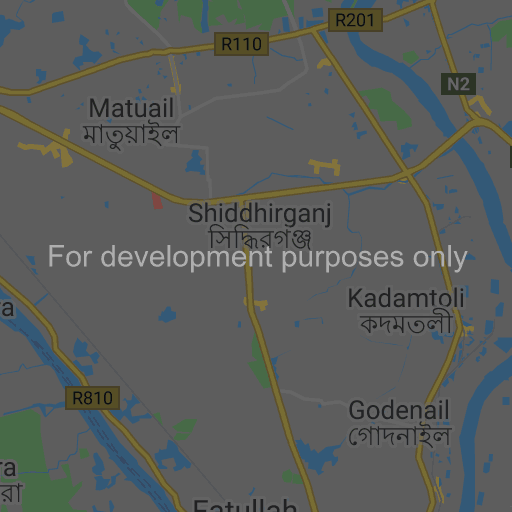 R201
R110
N2
Matuail
মাতুয়াইল
Shiddhirganj
সিদ্ধিরগঞ্জ
For development purposes only
Kadamtoli
কদমতলী
R810
Godenail
গোদনাইল
ra
রা
Fatullah